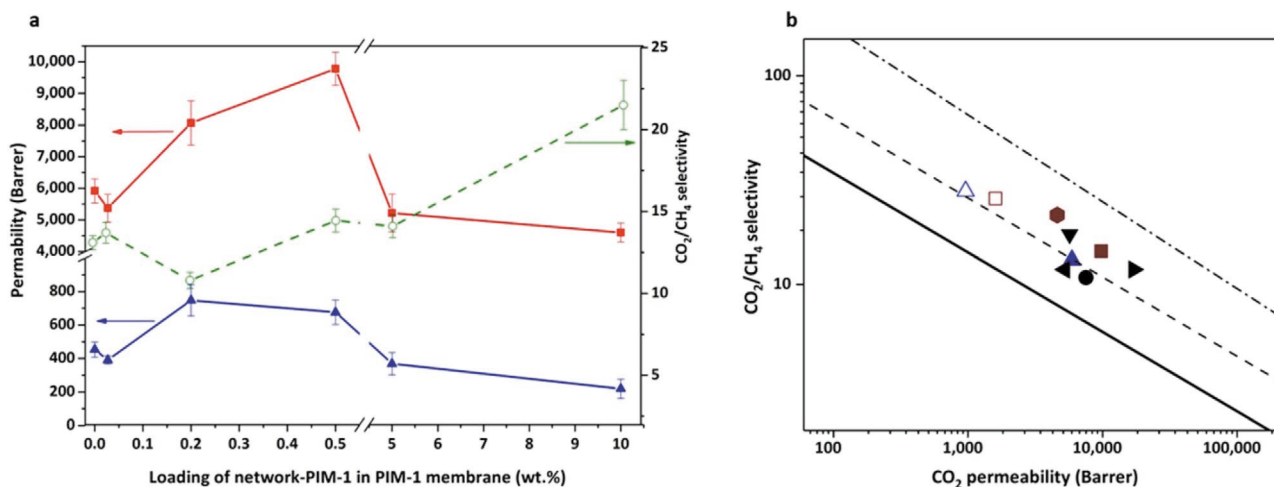 a
Permability (Barrer)
10,000
9,000
8,000
7,000
6,000
5,000
4,000
800
600
400
200
0
25
20
15
10
5
CO₂/CH₄ selectivity
0.0 0.1 0.2 0.3 0.4 0.5 5 6 7 8 9 10
Loading of network-PIM-1 in PIM-1 membrane (wt.%)
b
CO₂/CH₄ selectivity
100
10
100 1,000 10,000 100,000
CO₂ permeability (Barrer)